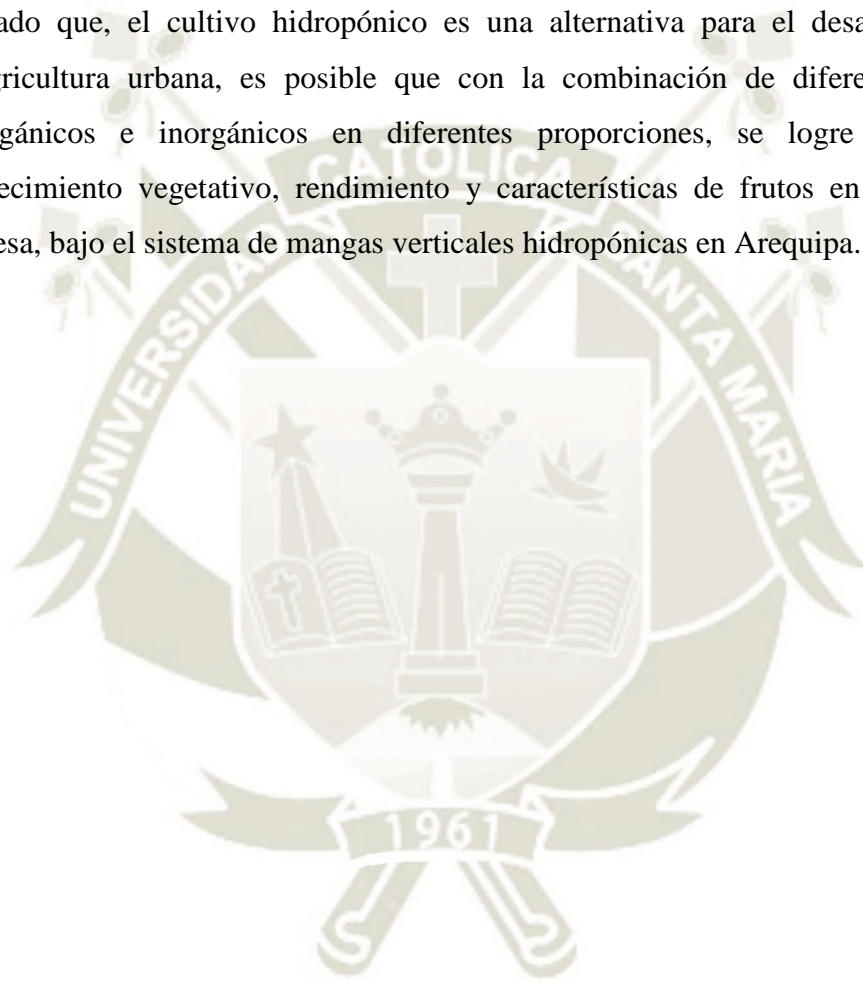 ado que, el cultivo hidropónico es una alternativa para el desa
gricultura urbana, es posible que con la combinación de difere
gánicos e inorgánicos en diferentes proporciones, se logre
ecimiento vegetativo, rendimiento y características de frutos en
esa, bajo el sistema de mangas verticales hidropónicas en Arequipa.
UNIVERSIDAD CATOLICA SANTA MARIA
1961